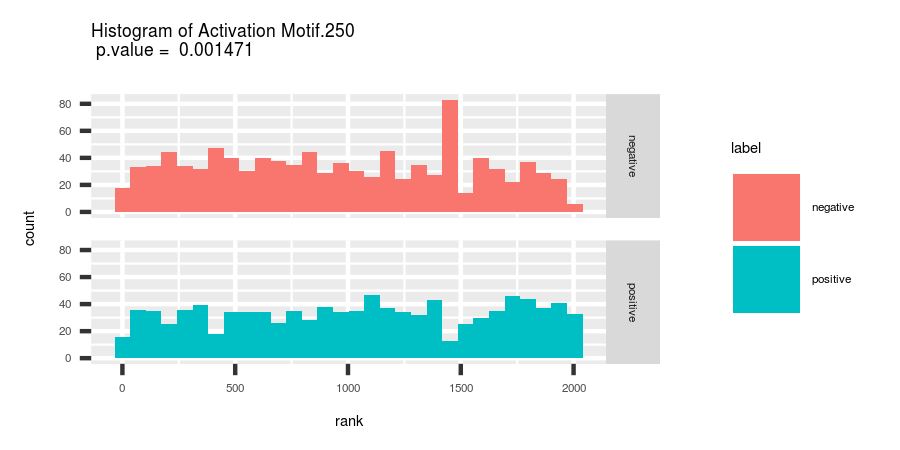 Histogram of Activation Motif.250
p.value = 0.001471
count
80
60
40
20
0
negative
80
60
40
20
0
positive
0 500 1000 1500 2000
rank
label
negative
positive